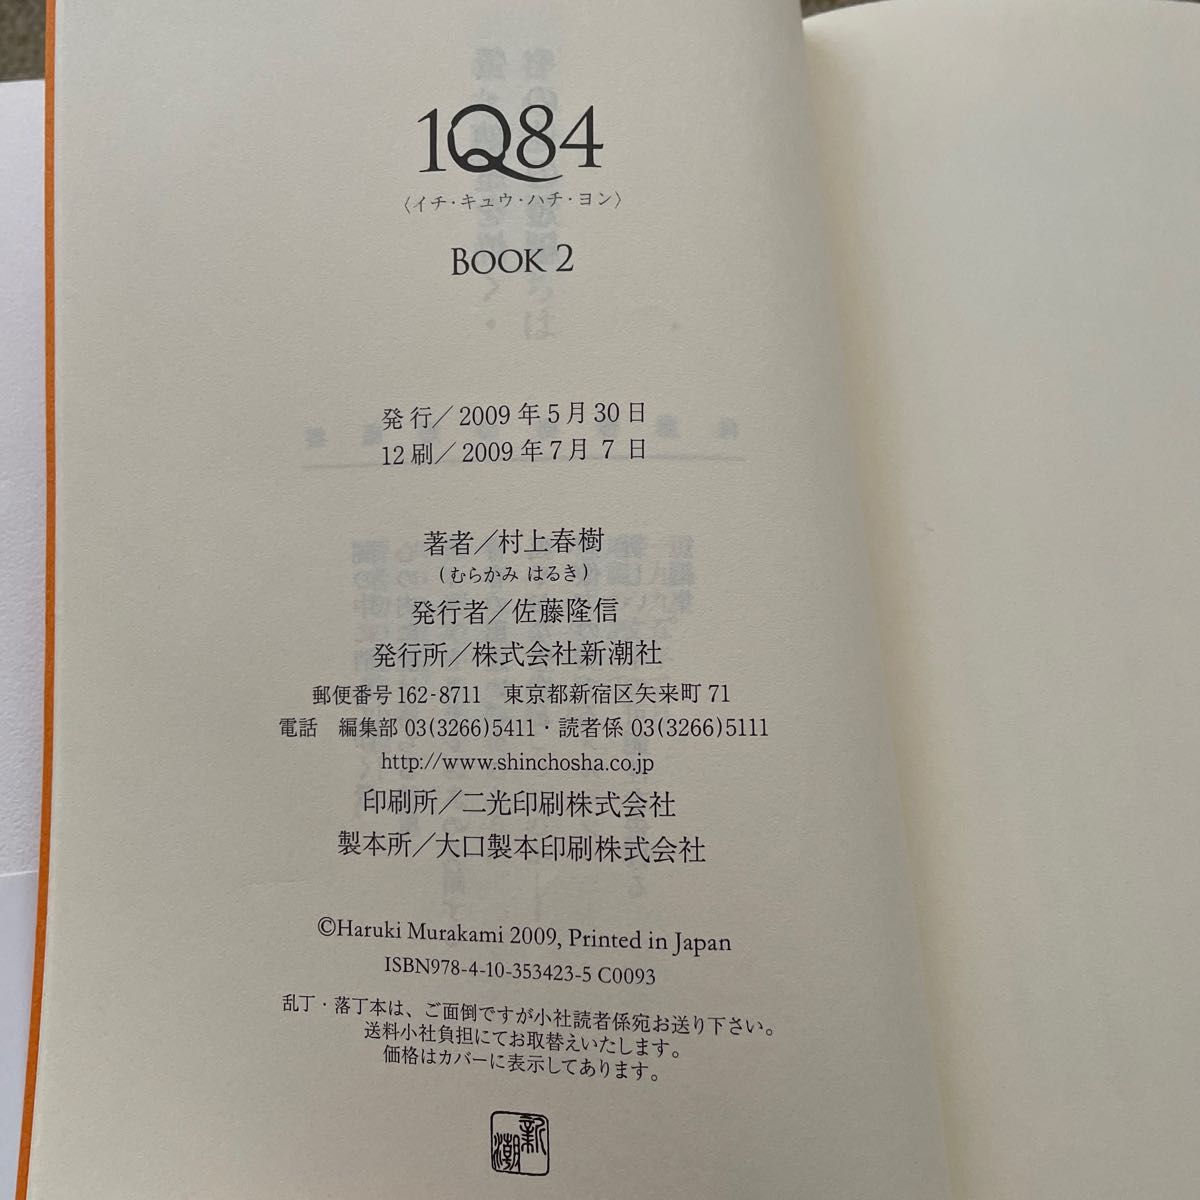 1Q84
〈イチ・キュウ・ハチ・ヨン〉
BOOK 2
発行／2009年5月30日
12刷／2009年7月7日
著者／村上春樹
(むらかみ はるき)
発行者／佐藤隆信
発行所／株式会社新潮社
郵便番号162-8711　東京都新宿区矢来町71
電話　編集部 03(3266)5411・読者係 03(3266)5111
http://www.shinchosha.co.jp
印刷所／二光印刷株式会社
製本所／大口製本印刷株式会社
©Haruki Murakami 2009, Printed in Japan
ISBN978-4-10-353423-5 C0093
乱丁・落丁本は、ご面倒ですが小社読者係宛お送り下さい。
送料小社負担にてお取替えいたします。
価格はカバーに表示してあります。
新潮